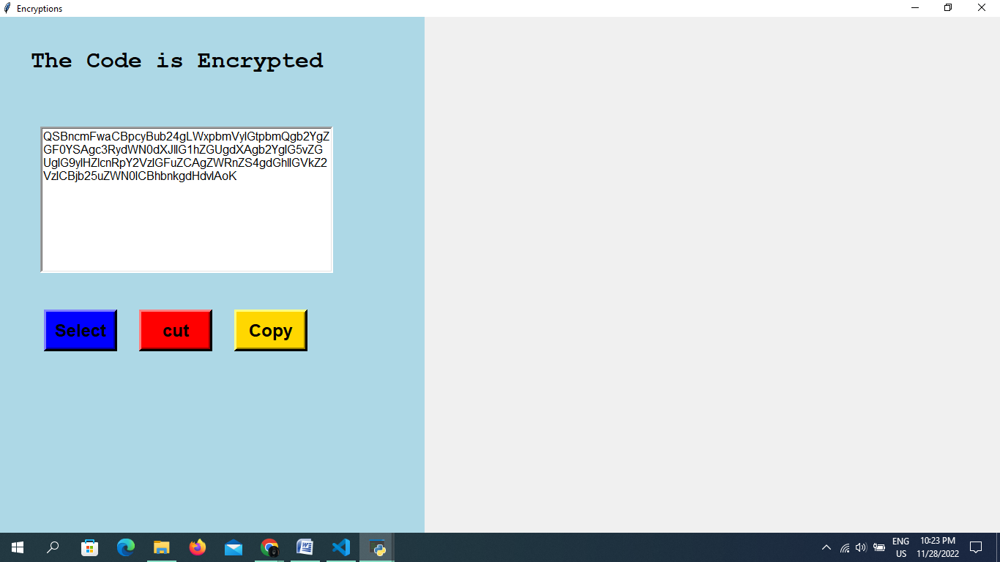 Encryptions
The Code is Encrypted
QSBncmFwaCBpcyBub24gLWxpbmVyIGtpbmQgb2YgZ
GF0YSAgc3RydWN0dXJlIG1hZGUgdXAgb2YgIG5vZG
UgIG9yIHZlcnRpY2VzIGFuZCAgZWRnZS4gdGhlIGVkZ2
VzICBjb25uZWN0ICBhbnkgdHdvIAoK
Select cut Copy
ENG 10:23 PM
US 11/28/2022